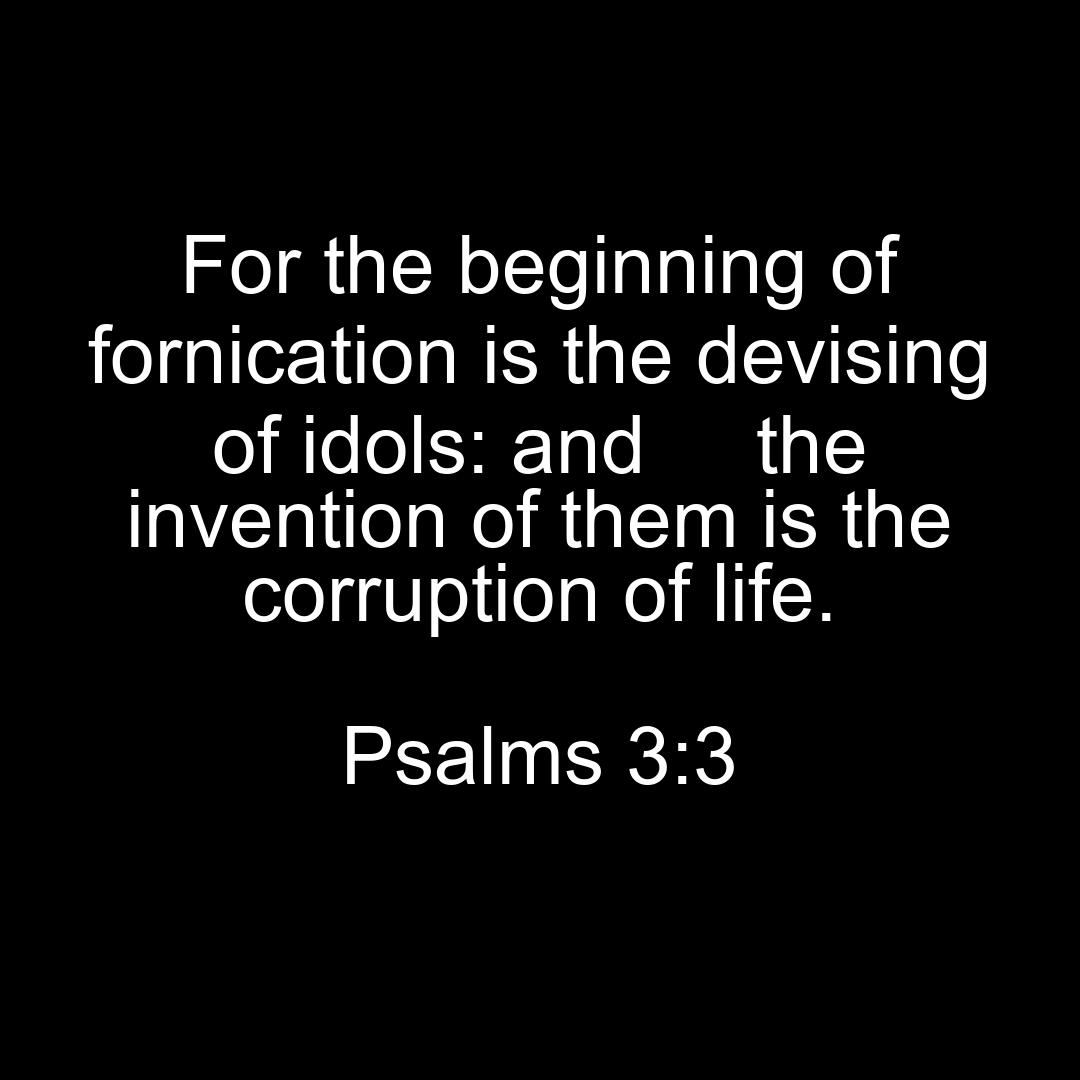 For the beginning of
fornication is the devising
of idols: and the
invention of them is the
corruption of life.
Psalms 3:3